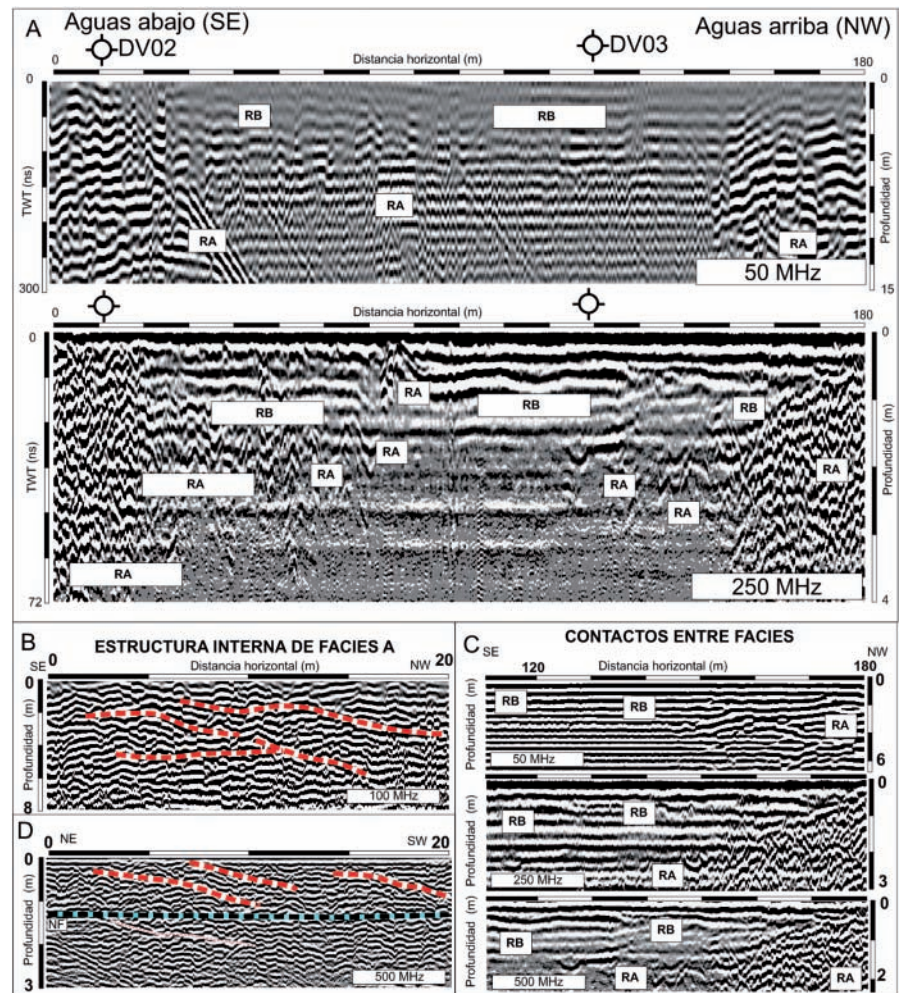 A
Aguas abajo (SE)
Aguas arriba (NW)
DV02
DV03
0
Distancia horizontal (m)
180
0
0
RB
RB
TWT (ns)
Profundidad (m)
RA
RA
RA
300
50 MHz
15
0
Distancia horizontal (m)
180
0
0
RA
RB
RB
RB
TWT (ns)
Profundidad (m)
RA
RA
RA
RA
RA
RA
RA
72
250 MHz
4
B
ESTRUCTURA INTERNA DE FACIES A
SE
0
Distancia horizontal (m)
NW
20
0
Profundidad (m)
8
100 MHz
D
0
NE
SW
20
0
Profundidad (m)
NF
3
500 MHz
C
CONTACTOS ENTRE FACIES
SE
NW
120
Distancia horizontal (m)
180
0
RB
RB
RA
Profundidad (m)
50 MHz
6
0
RB
RB
Profundidad (m)
RA
250 MHz
3
0
RB
RB
Profundidad (m)
500 MHz
RA
RA
2